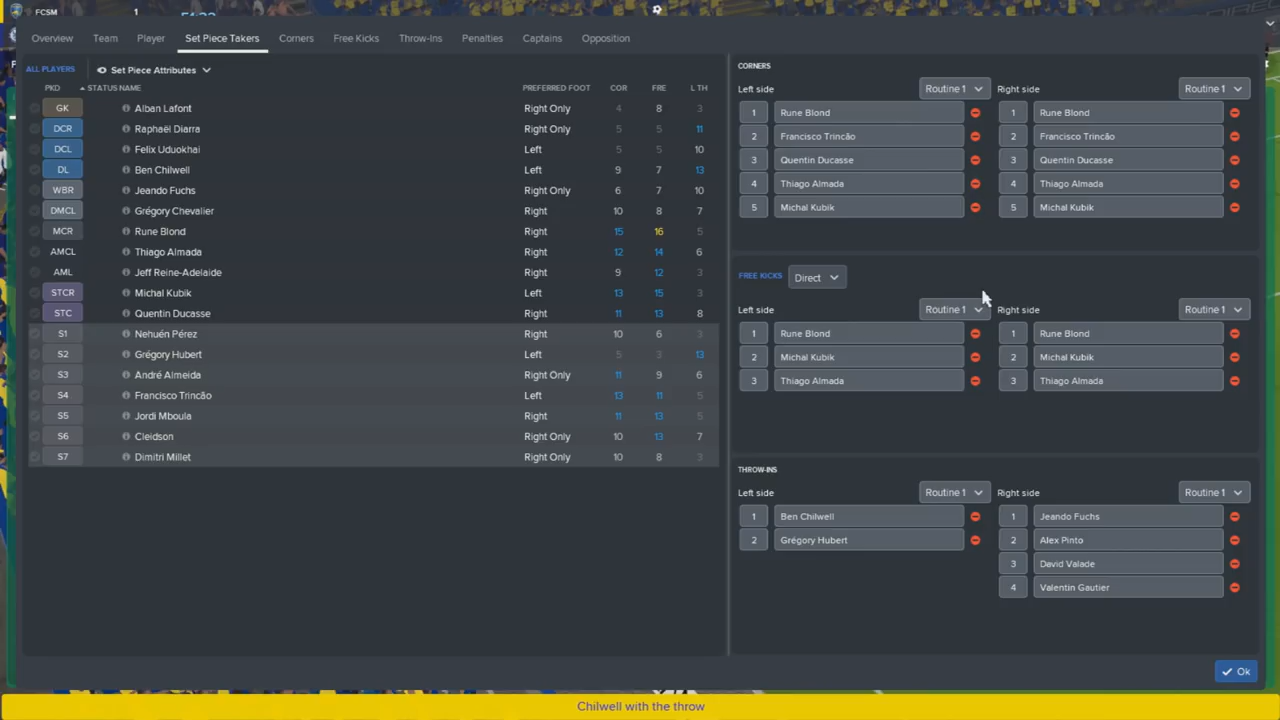 FCSM 1
Overview Team Player Set Piece Takers Corners Free Kicks Throw-Ins Penalties Captains Opposition
ALL PLAYERS Set Piece Attributes
PKD STATUS NAME PREFERRED FOOT COR FRE L TH
GK Alban Lafont Right Only 4 8 3
DCR Raphaël Diarra Right Only 5 5 11
DCL Felix Uduokhai Left 5 5 10
DL Ben Chilwell Left 9 7 13
WBR Jeando Fuchs Right Only 6 7 10
DMCL Grégory Chevalier Right 10 8 7
MCR Rune Blond Right 15 16 5
AMCL Thiago Almada Right 12 14 6
AML Jeff Reine-Adelaide Right 9 12 3
STCR Michal Kubik Left 13 15 3
STC Quentin Ducasse Right 11 13 8
S1 Nehuén Pérez Right 10 6 3
S2 Grégory Hubert Left 5 3 13
S3 André Almeida Right Only 11 9 6
S4 Francisco Trincão Left 13 11 5
S5 Jordi Mboula Right 11 13 5
S6 Cleidson Right Only 10 13 7
S7 Dimitri Millet Right Only 10 8 3
CORNERS
Left side Routine 1 Right side Routine 1
1 Rune Blond 1 Rune Blond
2 Francisco Trincão 2 Francisco Trincão
3 Quentin Ducasse 3 Quentin Ducasse
4 Thiago Almada 4 Thiago Almada
5 Michal Kubik 5 Michal Kubik
FREE KICKS Direct
Left side Routine 1 Right side Routine 1
1 Rune Blond 1 Rune Blond
2 Michal Kubik 2 Michal Kubik
3 Thiago Almada 3 Thiago Almada
THROW-INS
Left side Routine 1 Right side Routine 1
1 Ben Chilwell 1 Jeando Fuchs
2 Grégory Hubert 2 Alex Pinto
3 David Valade
4 Valentin Gautier
Ok
Chilwell with the throw